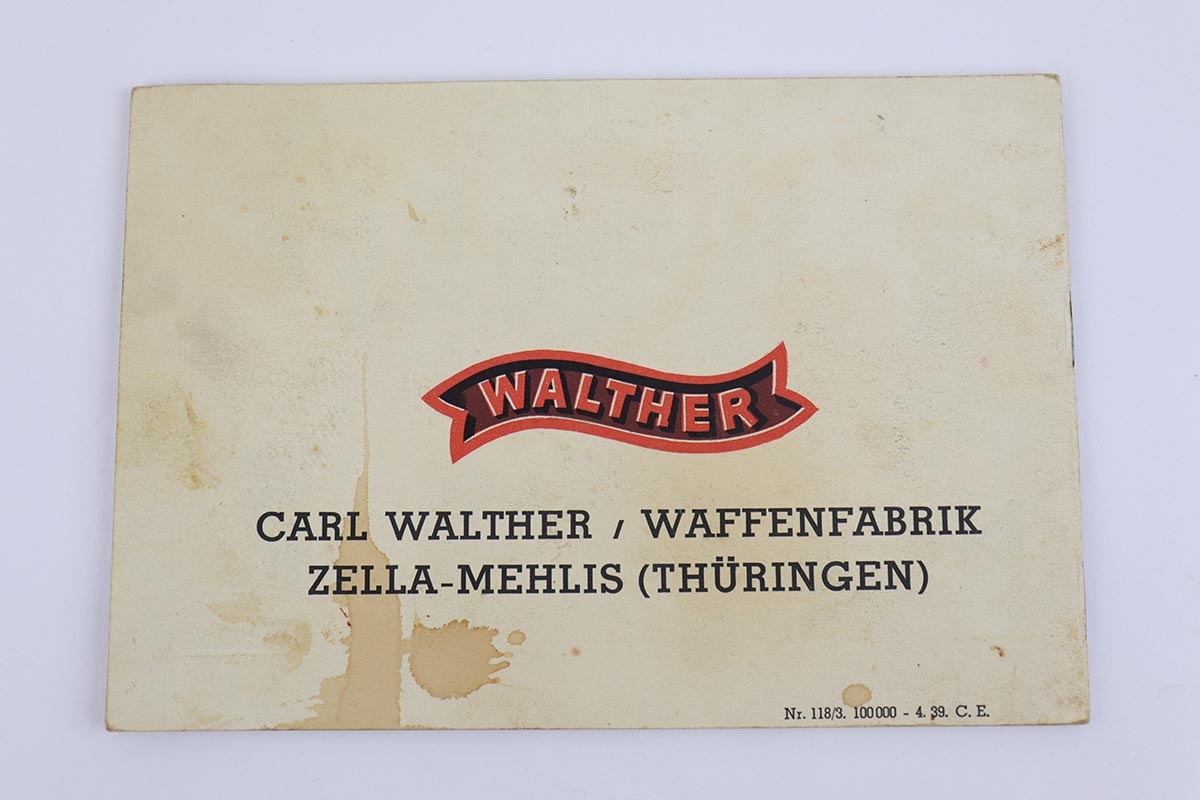 WALTHER
CARL WALTHER / WAFFENFABRIK
ZELLA-MEHLIS (THÜRINGEN)
Nr. 118/3. 100000 - 4. 39. C. E.